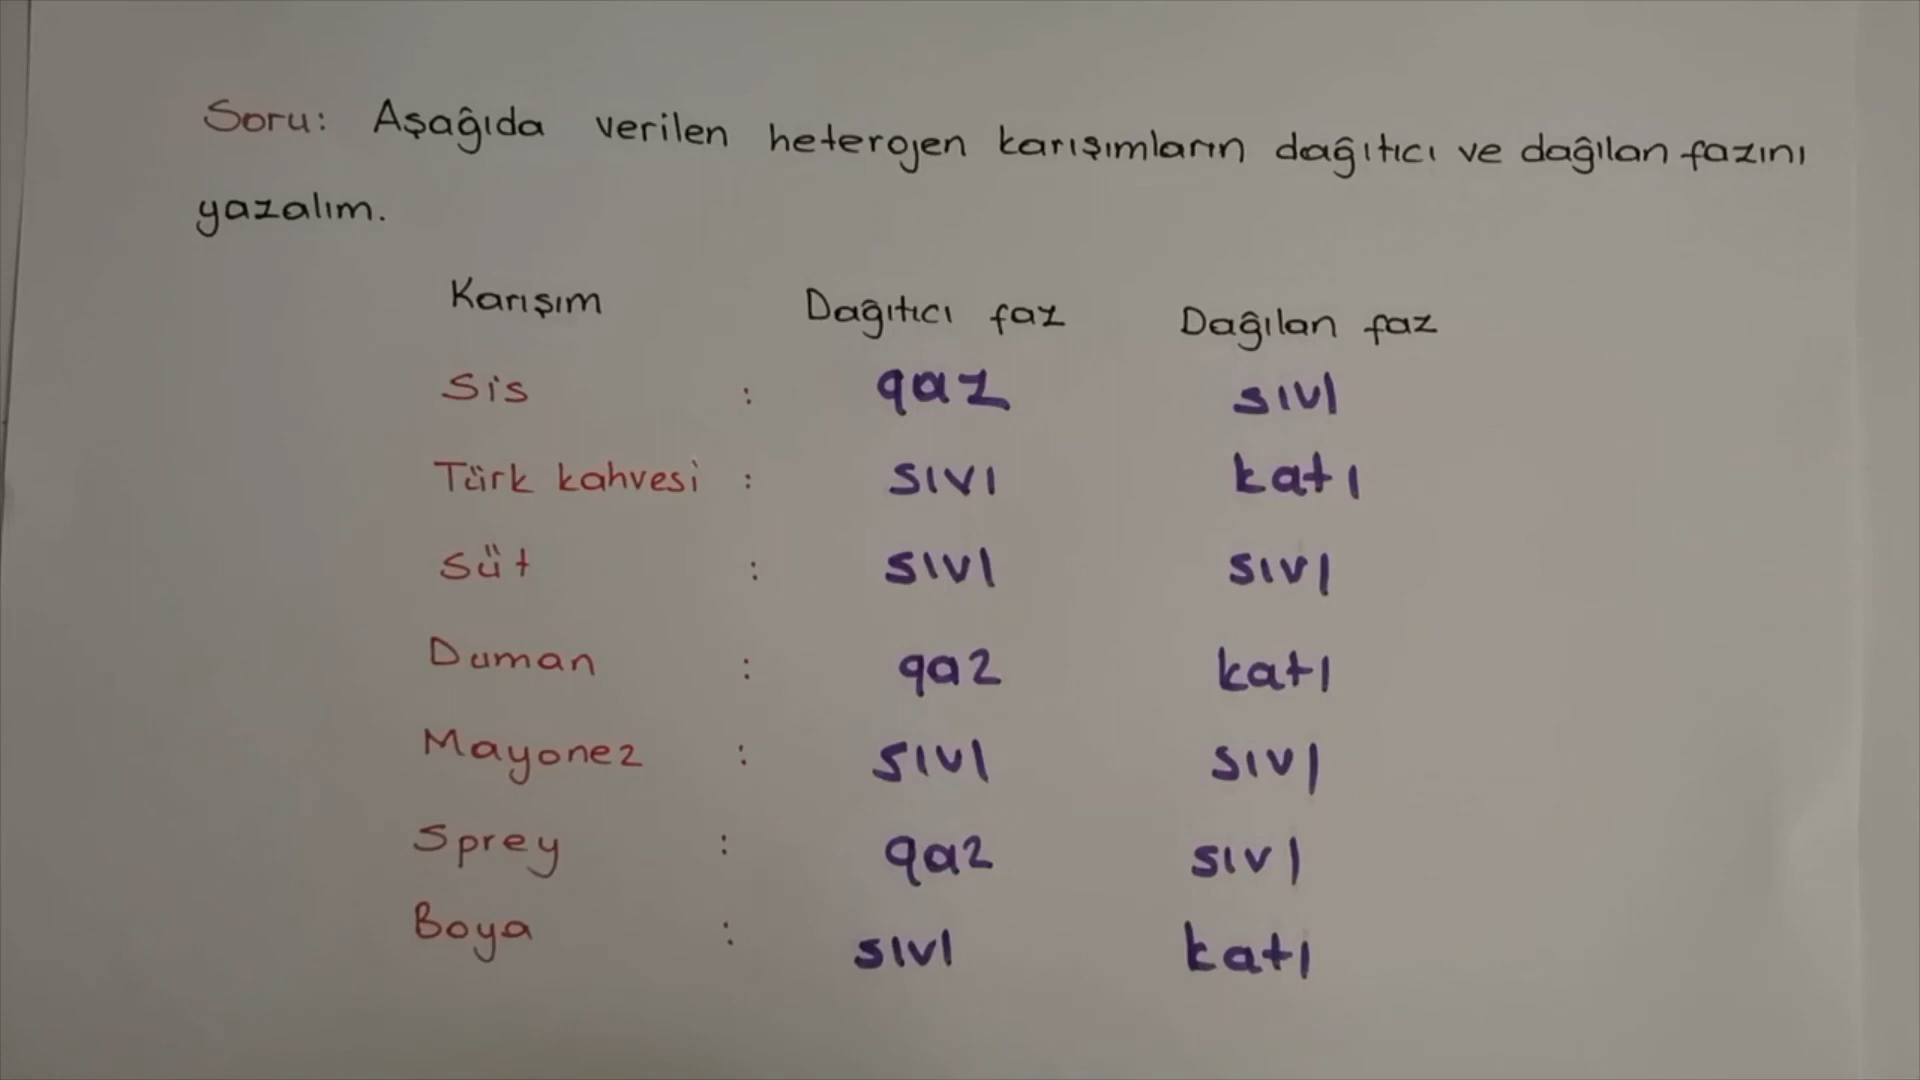 Soru: Aşağıda verilen heterojen karışımların dağıtıcı ve dağılan fazını
yazalım.
Karışım Dağıtıcı faz Dağılan faz
Sis : gaz sıvı
Türk kahvesi : sıvı katı
Süt : sıvı sıvı
Duman : gaz katı
Mayonez : sıvı sıvı
Sprey : gaz sıvı
Boya : sıvı katı